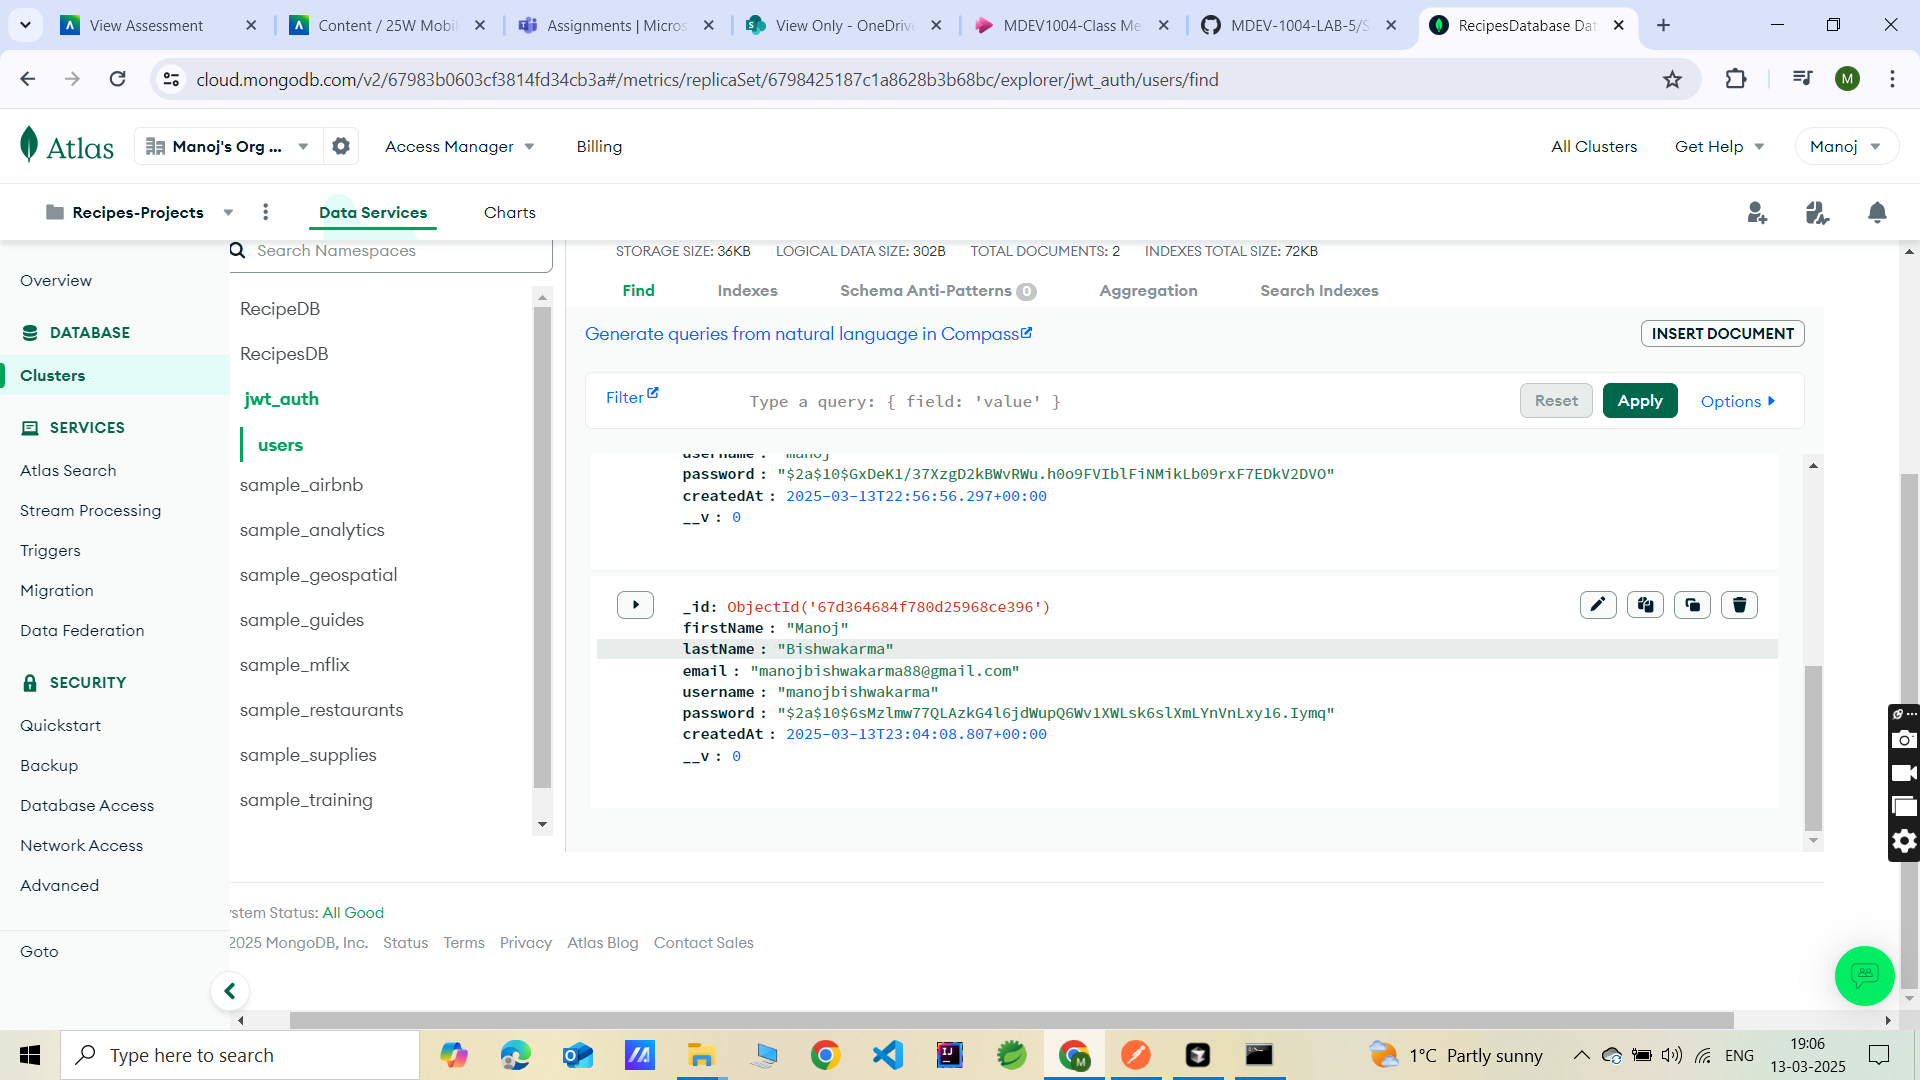 View Assessment
Content / 25W Mobil
Assignments | Micros
View Only - OneDrive
MDEV1004-Class Me
MDEV-1004-LAB-5/S
RecipesDatabase Dat
cloud.mongodb.com/v2/67983b0603cf3814fd34cb3a#/metrics/replicaSet/6798425187c1a8628b3b68bc/explorer/jwt_auth/users/find
M
Atlas
Manoj's Org ...
Access Manager
Billing
All Clusters
Get Help
Manoj
Recipes-Projects
Data Services
Charts
Overview
DATABASE
Clusters
SERVICES
Atlas Search
Stream Processing
Triggers
Migration
Data Federation
SECURITY
Quickstart
Backup
Database Access
Network Access
Advanced
Goto
Search Namespaces
RecipeDB
RecipesDB
jwt_auth
users
sample_airbnb
sample_analytics
sample_geospatial
sample_guides
sample_mflix
sample_restaurants
sample_supplies
sample_training
STORAGE SIZE: 36KB LOGICAL DATA SIZE: 302B TOTAL DOCUMENTS: 2 INDEXES TOTAL SIZE: 72KB
Find Indexes Schema Anti-Patterns 0 Aggregation Search Indexes
Generate queries from natural language in Compass
INSERT DOCUMENT
Filter
Type a query: { field: 'value' }
Reset
Apply
Options
username : "manoj"
password : "$2a$10$GxDeK1/37XzgD2kBWvRWu.h0o9FVIblFiNMikLb09rxF7EDkV2DVO"
createdAt : 2025-03-13T22:56:56.297+00:00
__v : 0
_id: ObjectId('67d364684f780d25968ce396')
firstName : "Manoj"
lastName : "Bishwakarma"
email : "manojbishwakarma88@gmail.com"
username : "manojbishwakarma"
password : "$2a$10$6sMzlmw77QLAzkG4l6jdWupQ6Wv1XWLsk6slXmLYnVnLxy16.Iymq"
createdAt : 2025-03-13T23:04:08.807+00:00
__v : 0
ystem Status: All Good
2025 MongoDB, Inc. Status Terms Privacy Atlas Blog Contact Sales
Type here to search
1°C Partly sunny
ENG
19:06
13-03-2025